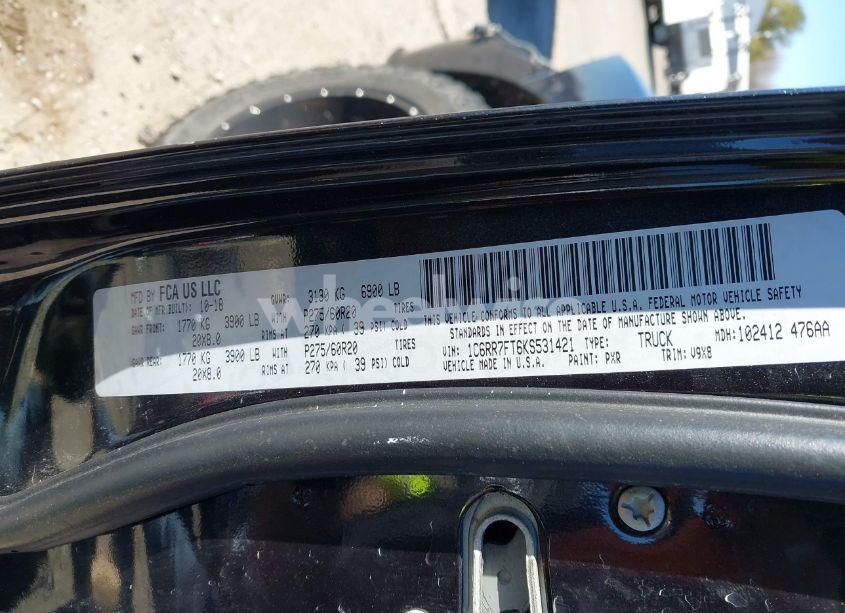 MFD BY FCA US LLC
DATE OF MFR.(BUILT): 10-18 GVWR: 3130 KG 6900 LB
GAWR FRONT: 1770 KG 3900 LB WITH P275/60R20 TIRES
20X8.0 RIMS AT 270 KPA ( 39 PSI) COLD
GAWR REAR: 1770 KG 3900 LB WITH P275/60R20 TIRES
20X8.0 RIMS AT 270 KPA ( 39 PSI) COLD
THIS VEHICLE CONFORMS TO ALL APPLICABLE U.S.A. FEDERAL MOTOR VEHICLE SAFETY
STANDARDS IN EFFECT ON THE DATE OF MANUFACTURE SHOWN ABOVE.
VIN: 1C6RR7FT6KS531421 TYPE: TRUCK MDH: 102412 476AA
VEHICLE MADE IN U.S.A. PAINT: PXR TRIM: V9X8
wheelwire